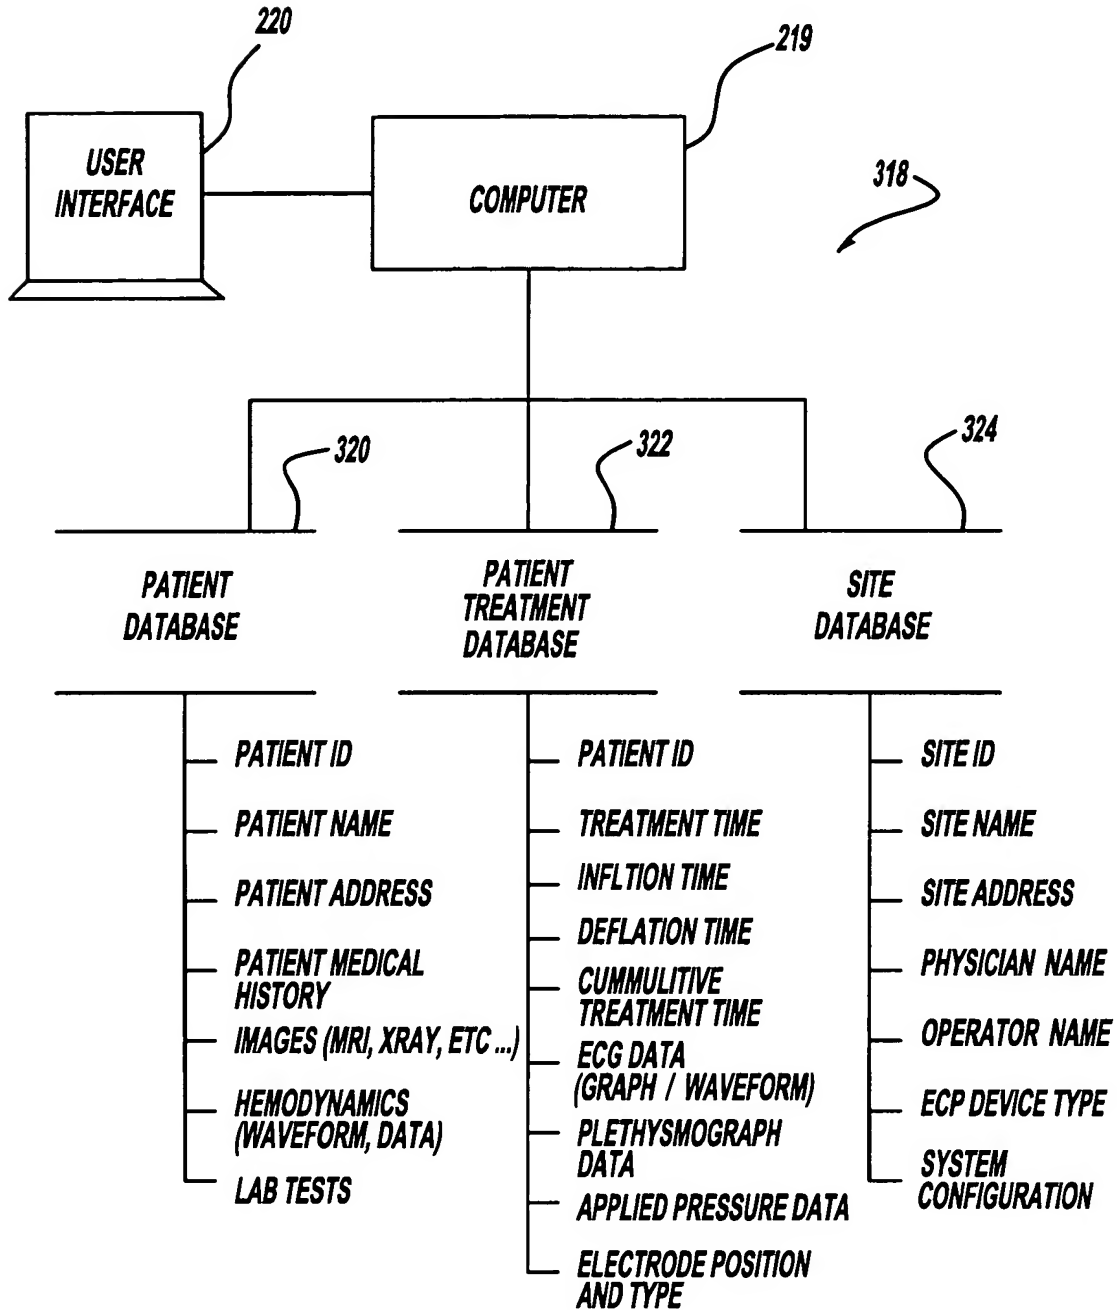 220
219
USER
INTERFACE
COMPUTER
318
320
322
324
PATIENT
DATABASE
PATIENT
TREATMENT
DATABASE
SITE
DATABASE
PATIENT ID
PATIENT NAME
PATIENT ADDRESS
PATIENT MEDICAL
HISTORY
IMAGES (MRI, XRAY, ETC ...)
HEMODYNAMICS
(WAVEFORM, DATA)
LAB TESTS
PATIENT ID
TREATMENT TIME
INFLTION TIME
DEFLATION TIME
CUMMULITIVE
TREATMENT TIME
ECG DATA
(GRAPH / WAVEFORM)
PLETHYSMOGRAPH
DATA
APPLIED PRESSURE DATA
ELECTRODE POSITION
AND TYPE
SITE ID
SITE NAME
SITE ADDRESS
PHYSICIAN NAME
OPERATOR NAME
ECP DEVICE TYPE
SYSTEM
CONFIGURATION